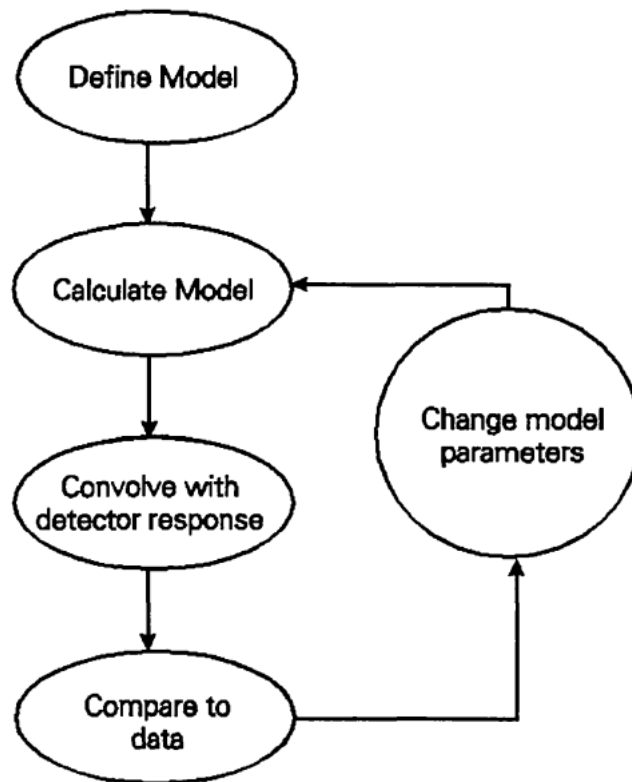 Define Model
Calculate Model
Convolve with
detector response
Compare to
data
Change model
parameters